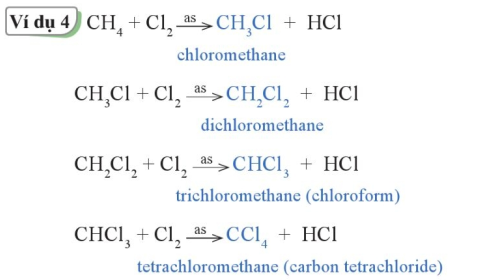 Ví dụ 4 CH₄ + Cl₂ —as→ CH₃Cl + HCl
chloromethane
CH₃Cl + Cl₂ —as→ CH₂Cl₂ + HCl
dichloromethane
CH₂Cl₂ + Cl₂ —as→ CHCl₃ + HCl
trichloromethane (chloroform)
CHCl₃ + Cl₂ —as→ CCl₄ + HCl
tetrachloromethane (carbon tetrachloride)